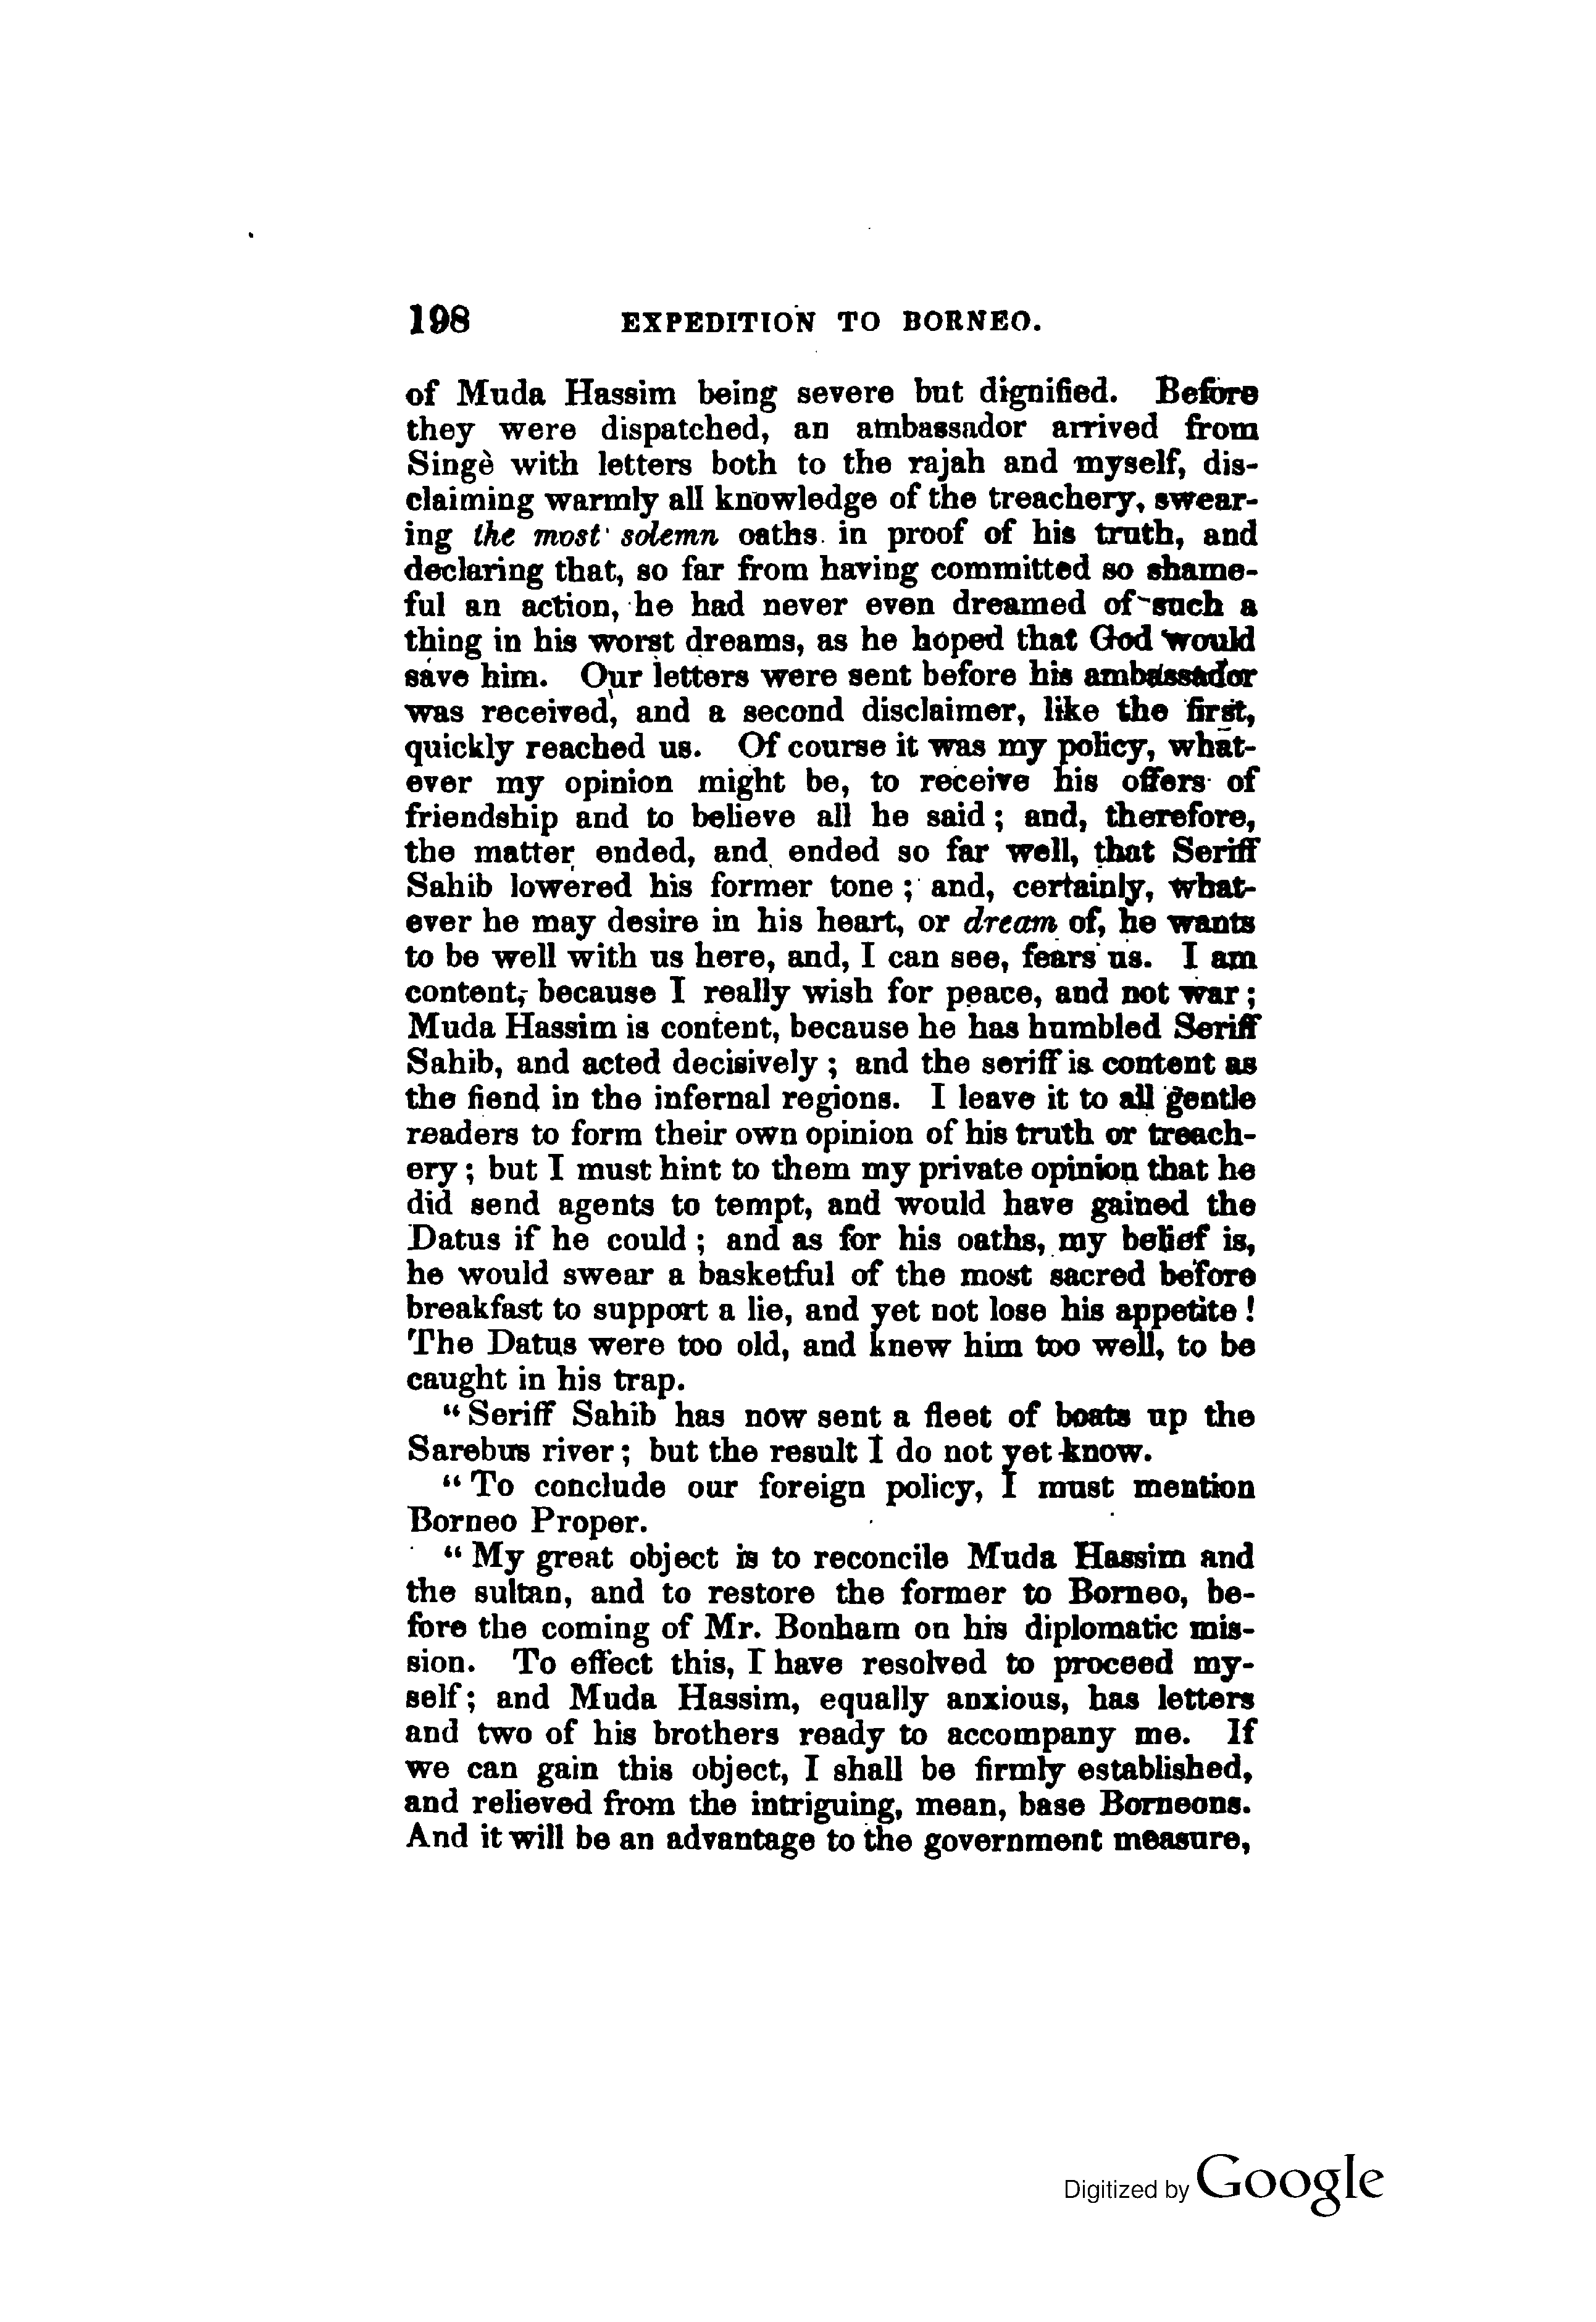 198 EXPEDITION TO BORNEO.
of Muda Hassim being severe but dignified. Before
they were dispatched, an ambassador arrived from
Singè with letters both to the rajah and myself, dis-
claiming warmly all knowledge of the treachery, swear-
ing the most solemn oaths in proof of his truth, and
declaring that, so far from having committed so shame-
ful an action, he had never even dreamed of such a
thing in his worst dreams, as he hoped that God would
save him. Our letters were sent before his ambassador
was received, and a second disclaimer, like the first,
quickly reached us. Of course it was my policy, what-
ever my opinion might be, to receive his offers of
friendship and to believe all he said; and, therefore,
the matter ended, and ended so far well, that Seriff
Sahib lowered his former tone; and, certainly, what-
ever he may desire in his heart, or dream of, he wants
to be well with us here, and, I can see, fears us. I am
content, because I really wish for peace, and not war;
Muda Hassim is content, because he has humbled Seriff
Sahib, and acted decisively; and the seriff is content as
the fiend in the infernal regions. I leave it to all gentle
readers to form their own opinion of his truth or treach-
ery; but I must hint to them my private opinion that he
did send agents to tempt, and would have gained the
Datus if he could; and as for his oaths, my belief is,
he would swear a basketful of the most sacred before
breakfast to support a lie, and yet not lose his appetite!
The Datus were too old, and knew him too well, to be
caught in his trap.
"Seriff Sahib has now sent a fleet of boats up the
Sarebus river; but the result I do not yet know.
"To conclude our foreign policy, I must mention
Borneo Proper.
"My great object is to reconcile Muda Hassim and
the sultan, and to restore the former to Borneo, be-
fore the coming of Mr. Bonham on his diplomatic mis-
sion. To effect this, I have resolved to proceed my-
self; and Muda Hassim, equally anxious, has letters
and two of his brothers ready to accompany me. If
we can gain this object, I shall be firmly established,
and relieved from the intriguing, mean, base Borneons.
And it will be an advantage to the government measure,
Digitized by Google